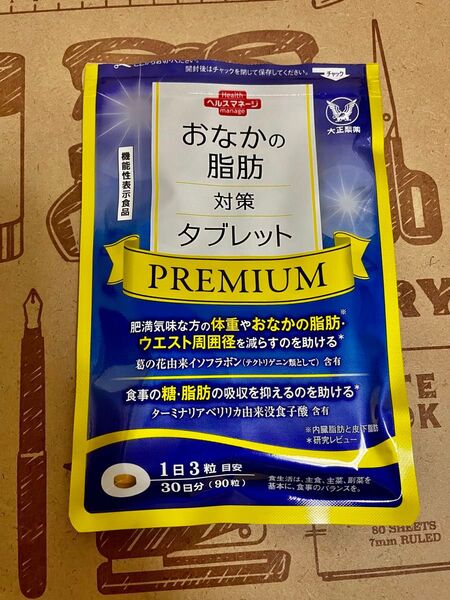 開封後はチャックを閉じて保存してください。
チャック
Health
ヘルスマネージ
manage
大正製薬
機能性表示食品
おなかの
脂肪
対策
タブレット
PREMIUM
肥満気味な方の体重やおなかの脂肪※・
ウエスト周囲径を減らすのを助ける*
葛の花由来イソフラボン(テクトリゲニン類として)含有
食事の糖・脂肪の吸収を抑えるのを助ける*
ターミナリアベリリカ由来没食子酸 含有
※内臓脂肪と皮下脂肪
*研究レビュー
1日3粒 目安
30日分(90粒)
食生活は、主食、主菜、副菜を
基本に、食事のバランスを。
RY
TE
OK
80 SHEETS
7mm RULED